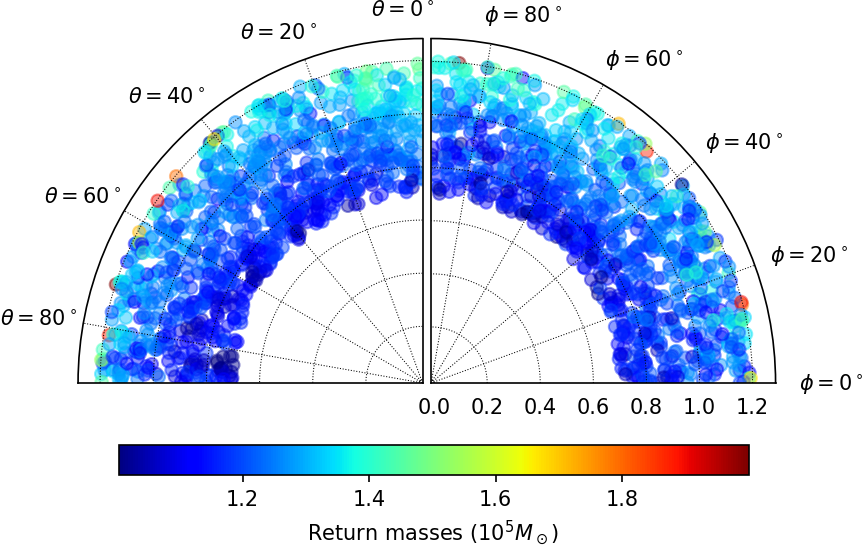 θ = 0°
θ = 20°
θ = 40°
θ = 60°
θ = 80°
ϕ = 80°
ϕ = 60°
ϕ = 40°
ϕ = 20°
ϕ = 0°
0.0 0.2 0.4 0.6 0.8 1.0 1.2
1.2 1.4 1.6 1.8
Return masses (10⁵M☉)